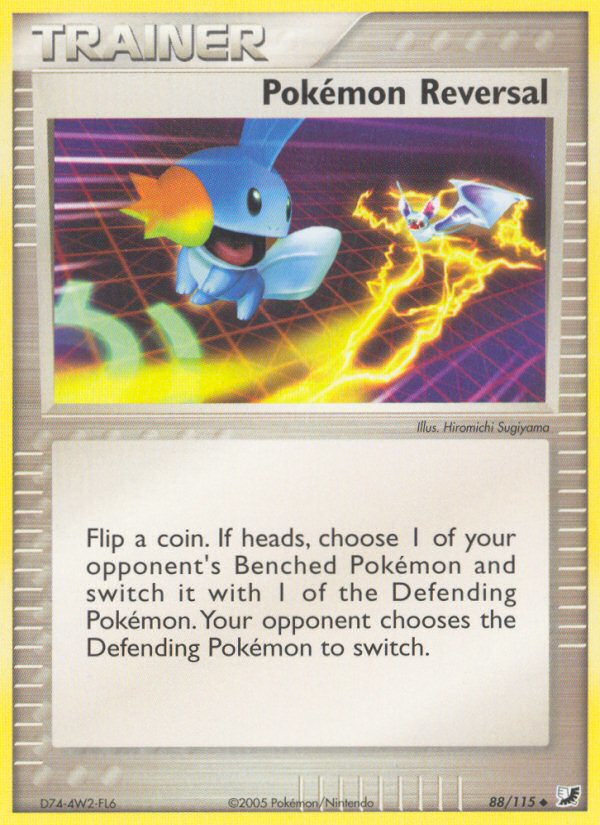 TRAINER
Pokémon Reversal
Illus. Hiromichi Sugiyama
Flip a coin. If heads, choose 1 of your
opponent's Benched Pokémon and
switch it with 1 of the Defending
Pokémon. Your opponent chooses the
Defending Pokémon to switch.
D74-4W2-FL6
©2005 Pokémon/Nintendo
88/115